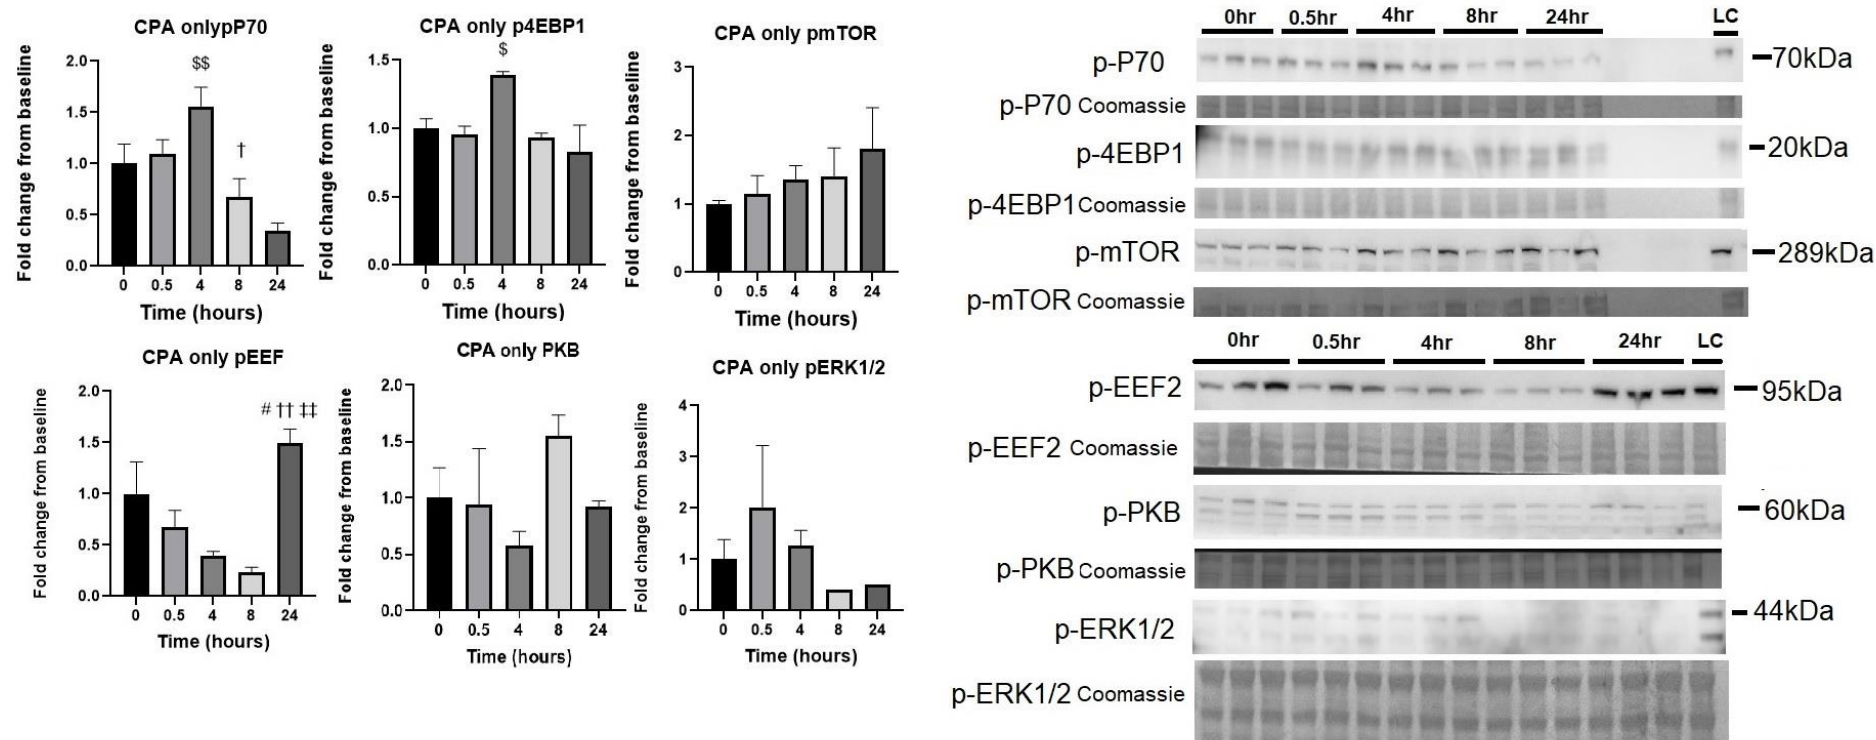 CPA onlypP70
Fold change from baseline
2.0
1.5
1.0
0.5
0.0
$$
†
0 0.5 4 8 24
Time (hours)
CPA only p4EBP1
Fold change from baseline
1.5
1.0
0.5
0.0
$
0 0.5 4 8 24
Time (hours)
CPA only pmTOR
Fold change from baseline
3
2
1
0
0 0.5 4 8 24
Time (hours)
CPA only pEEF
Fold change from baseline
2.0
1.5
1.0
0.5
0.0
# †† ‡‡
0 0.5 4 8 24
Time (hours)
CPA only PKB
Fold change from baseline
2.0
1.5
1.0
0.5
0.0
0 0.5 4 8 24
Time (hours)
CPA only pERK1/2
Fold change from baseline
4
3
2
1
0
0 0.5 4 8 24
Time (hours)
0hr 0.5hr 4hr 8hr 24hr LC
p-P70 70kDa
p-P70 Coomassie
p-4EBP1 20kDa
p-4EBP1 Coomassie
p-mTOR 289kDa
p-mTOR Coomassie
0hr 0.5hr 4hr 8hr 24hr LC
p-EEF2 95kDa
p-EEF2 Coomassie
p-PKB 60kDa
p-PKB Coomassie
p-ERK1/2 44kDa
p-ERK1/2 Coomassie